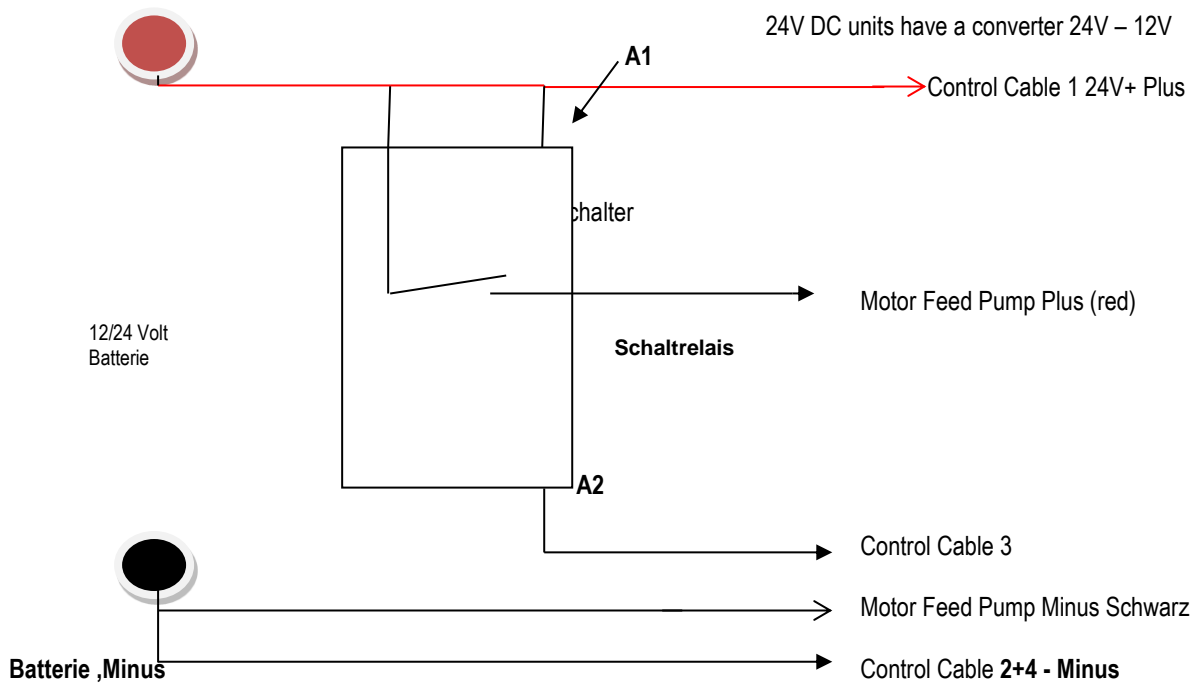 24V DC units have a converter 24V – 12V
A1
Control Cable 1 24V+ Plus
chalter
Motor Feed Pump Plus (red)
12/24 Volt
Batterie
Schaltrelais
A2
Control Cable 3
Motor Feed Pump Minus Schwarz
Batterie ,Minus
Control Cable 2+4 - Minus